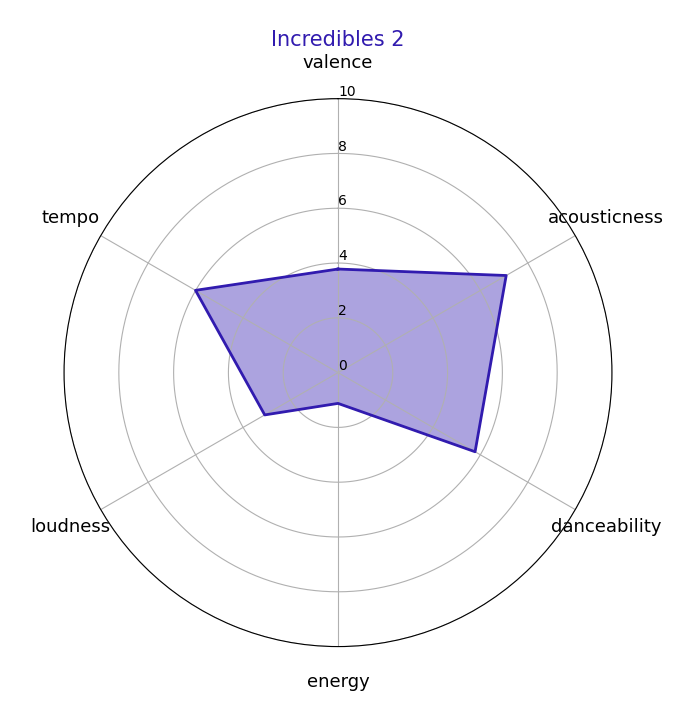 Incredibles 2
valence
10
8
6
4
2
0
tempo
acousticness
loudness
danceability
energy